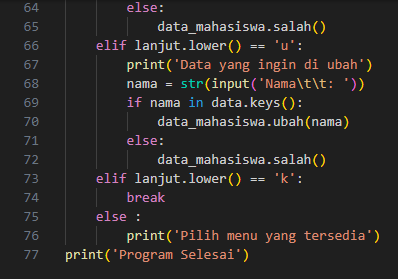 64 else:
65 data_mahasiswa.salah()
66 elif lanjut.lower() == 'u':
67 print('Data yang ingin di ubah')
68 nama = str(input('Nama\t\t: '))
69 if nama in data.keys():
70 data_mahasiswa.ubah(nama)
71 else:
72 data_mahasiswa.salah()
73 elif lanjut.lower() == 'k':
74 break
75 else :
76 print('Pilih menu yang tersedia')
77 print('Program Selesai')